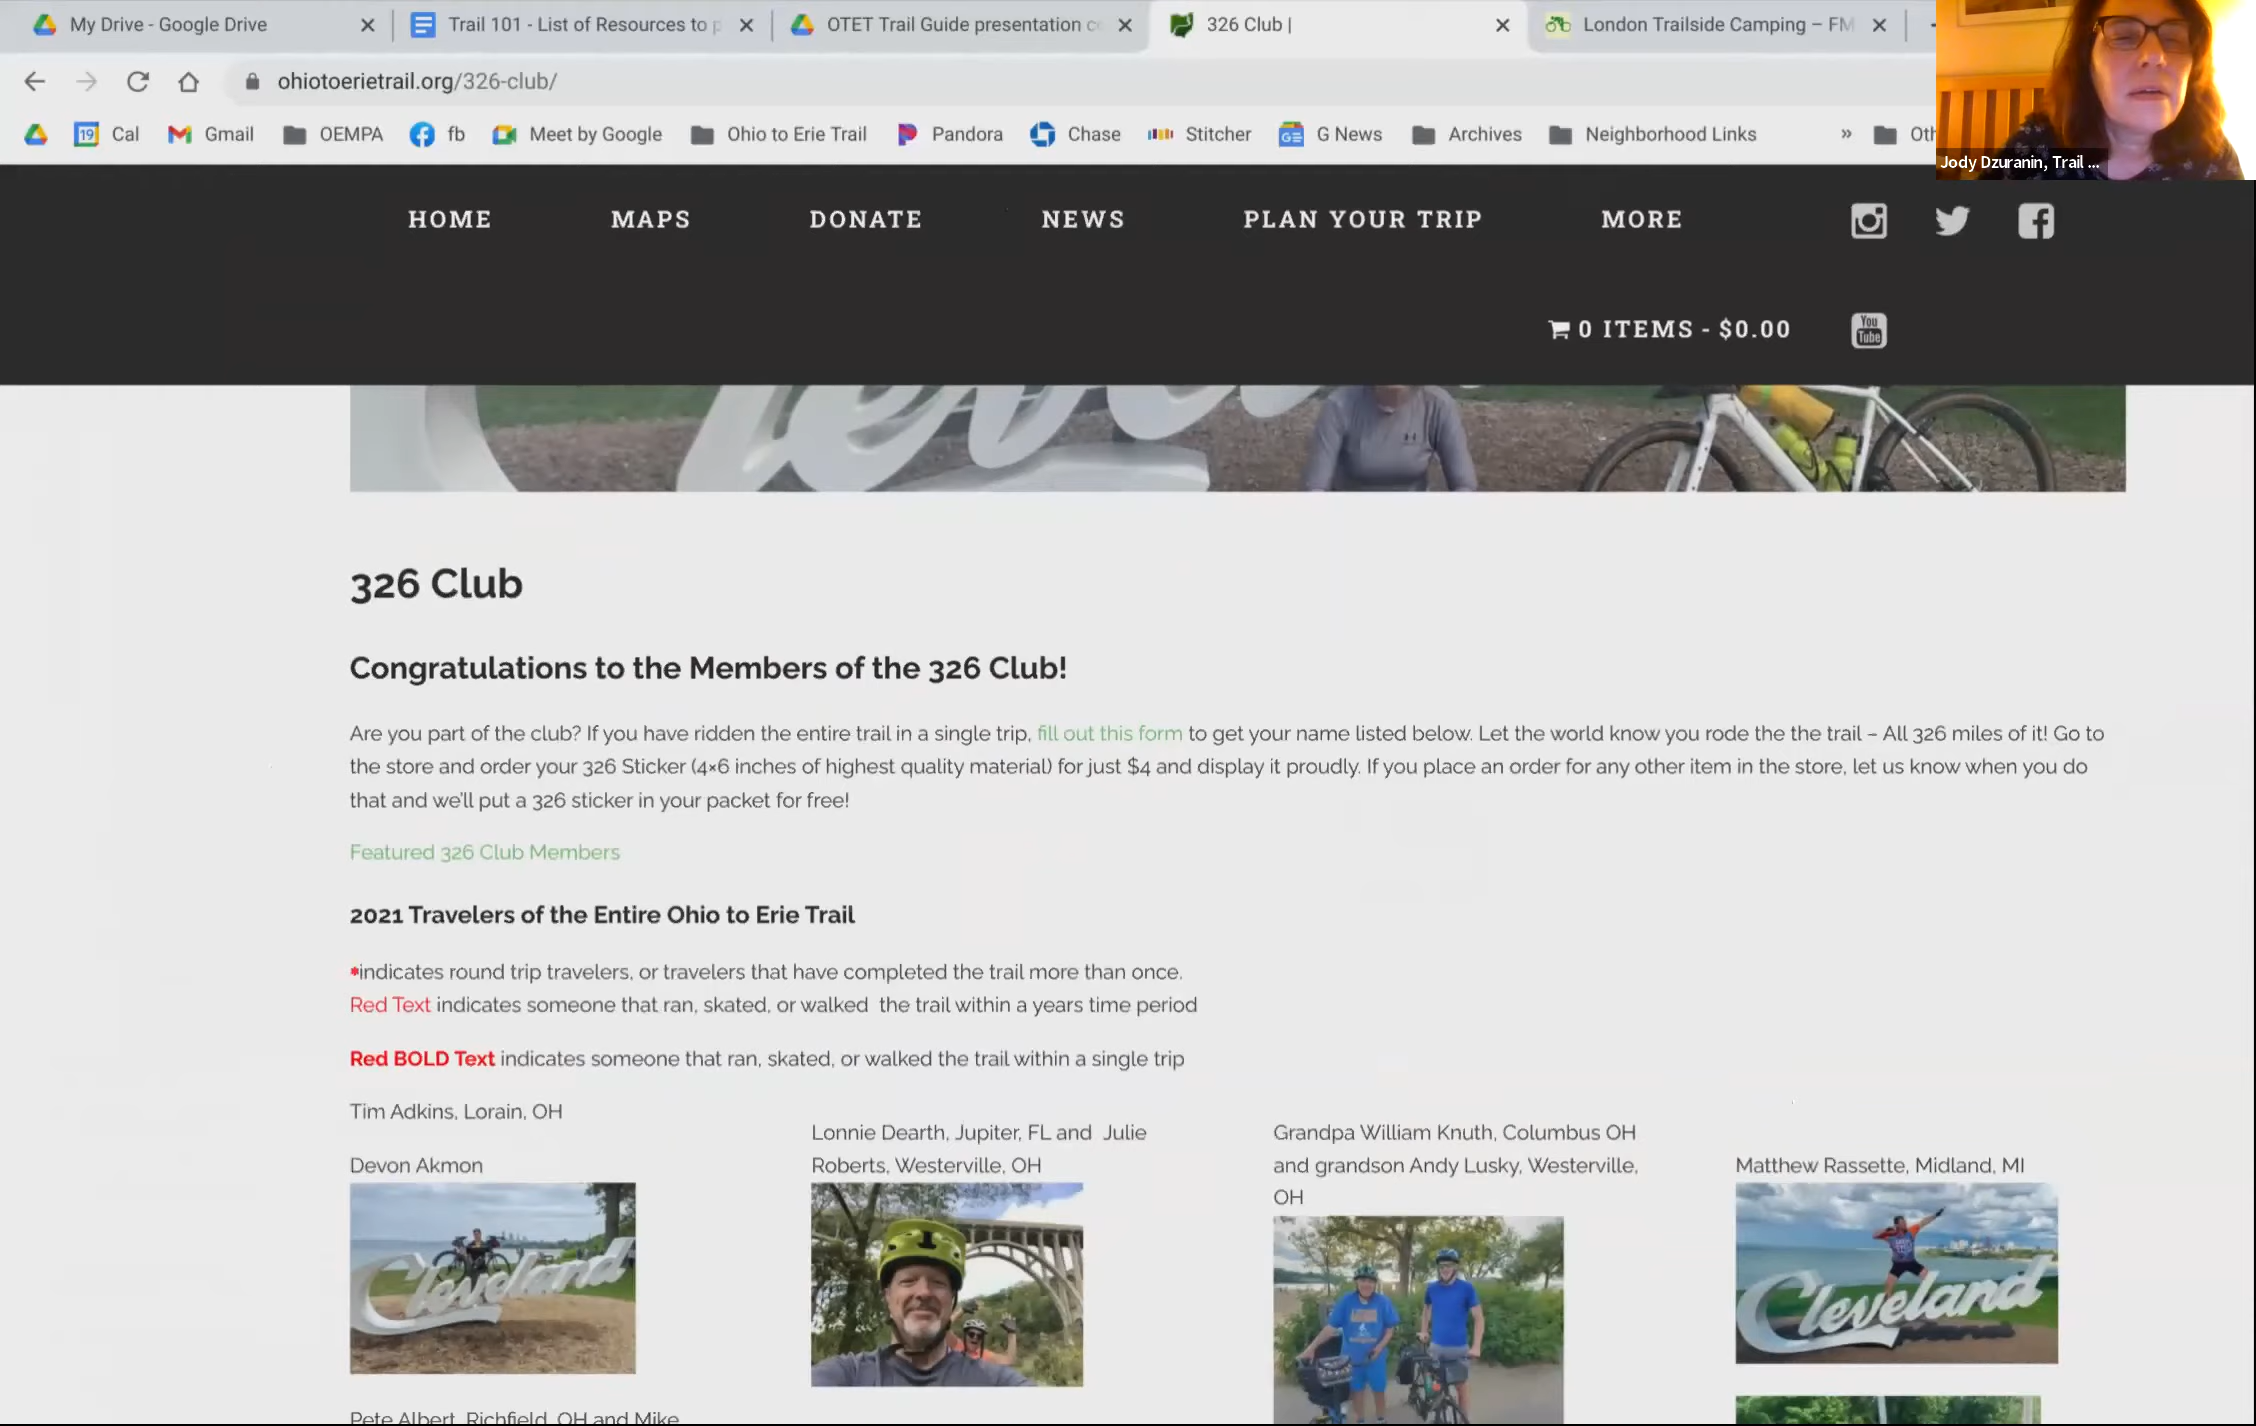 My Drive - Google Drive
Trail 101 - List of Resources to
OTET Trail Guide presentation
326 Club |
London Trailside Camping – FM
ohiotoerietrail.org/326-club/
19 Cal
Gmail
OEMPA
fb
Meet by Google
Ohio to Erie Trail
Pandora
Chase
Stitcher
G News
Archives
Neighborhood Links
»
Jody Dzuranin, Trail ...
HOME
MAPS
DONATE
NEWS
PLAN YOUR TRIP
MORE
0 ITEMS - $0.00
You
Tube
326 Club
Congratulations to the Members of the 326 Club!
Are you part of the club? If you have ridden the entire trail in a single trip, fill out this form to get your name listed below. Let the world know you rode the the trail – All 326 miles of it! Go to
the store and order your 326 Sticker (4×6 inches of highest quality material) for just $4 and display it proudly. If you place an order for any other item in the store, let us know when you do
that and we'll put a 326 sticker in your packet for free!
Featured 326 Club Members
2021 Travelers of the Entire Ohio to Erie Trail
*indicates round trip travelers, or travelers that have completed the trail more than once.
Red Text indicates someone that ran, skated, or walked the trail within a years time period
Red BOLD Text indicates someone that ran, skated, or walked the trail within a single trip
Tim Adkins, Lorain, OH
Devon Akmon
Cleveland
Pete Albert, Richfield, OH and Mike
Lonnie Dearth, Jupiter, FL and Julie
Roberts, Westerville, OH
Grandpa William Knuth, Columbus OH
and grandson Andy Lusky, Westerville,
OH
Matthew Rassette, Midland, MI
Cleveland